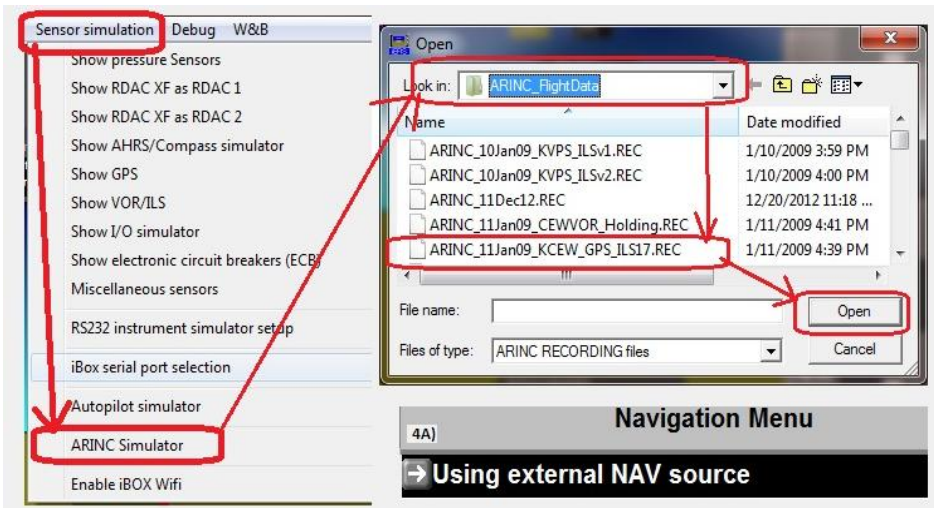 Sensor simulation Debug W&B
Show pressure Sensors
Show RDAC XF as RDAC 1
Show RDAC XF as RDAC 2
Show AHRS/Compass simulator
Show GPS
Show VOR/ILS
Show I/O simulator
Show electronic circuit breakers (ECB)
Miscellaneous sensors
RS232 instrument simulator setup
iBox serial port selection
Autopilot simulator
ARINC Simulator
Enable iBOX Wifi
Open
Look in: ARINC_FlightData
Name Date modified
ARINC_10Jan09_KVPS_ILSv1.REC 1/10/2009 3:59 PM
ARINC_10Jan09_KVPS_ILSv2.REC 1/10/2009 4:00 PM
ARINC_11Dec12.REC 12/20/2012 11:18 ...
ARINC_11Jan09_CEWVOR_Holding.REC 1/11/2009 4:41 PM
ARINC_11Jan09_KCEW_GPS_ILS17.REC 1/11/2009 4:39 PM
File name: Open
Files of type: ARINC RECORDING files Cancel
Navigation Menu
4A)
Using external NAV source